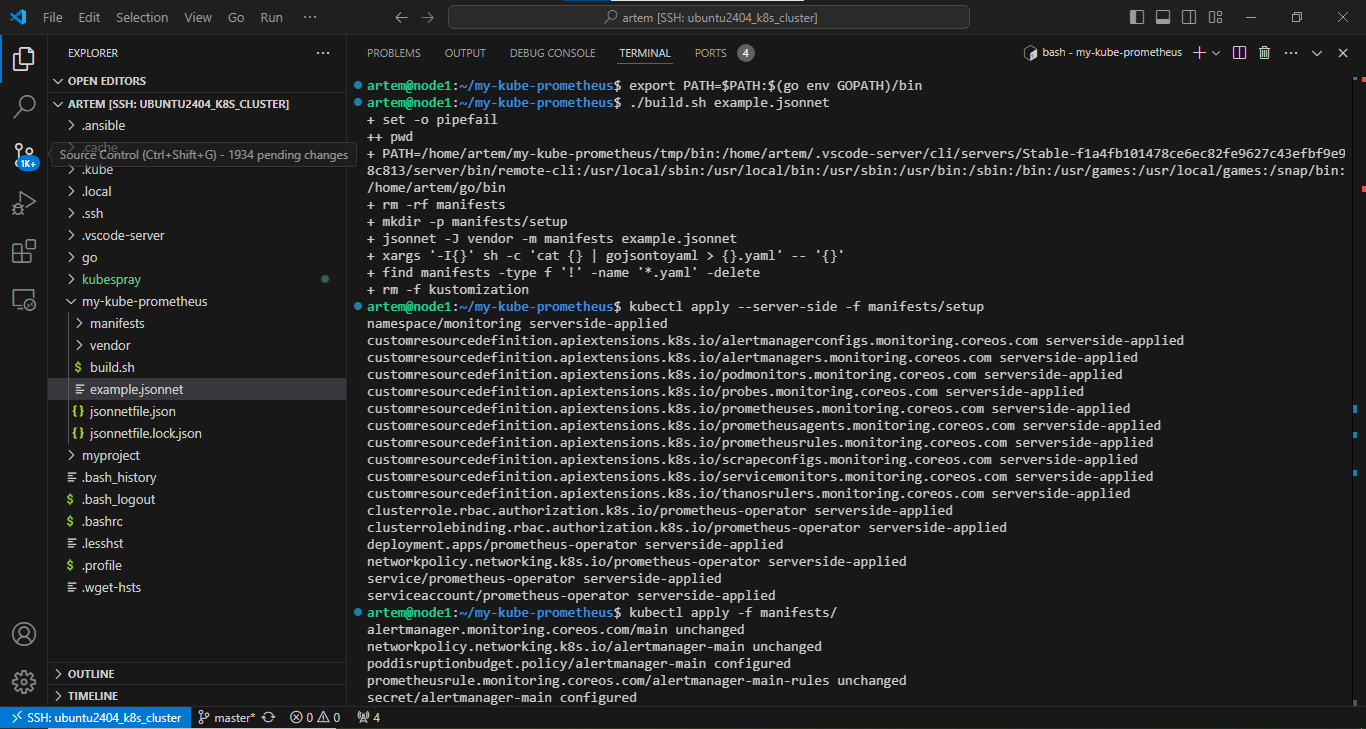 File Edit Selection View Go Run ··· artem [SSH: ubuntu2404_k8s_cluster]
EXPLORER ···
OPEN EDITORS
ARTEM [SSH: UBUNTU2404_K8S_CLUSTER]
.ansible
.cache
Source Control (Ctrl+Shift+G) - 1934 pending changes
1K+
.kube
.local
.ssh
.vscode-server
go
kubespray
my-kube-prometheus
manifests
vendor
$ build.sh
example.jsonnet
{} jsonnetfile.json
{} jsonnetfile.lock.json
myproject
.bash_history
$ .bash_logout
$ .bashrc
.lesshst
$ .profile
.wget-hsts
OUTLINE
TIMELINE
PROBLEMS OUTPUT DEBUG CONSOLE TERMINAL PORTS 4 bash - my-kube-prometheus
artem@node1:~/my-kube-prometheus$ export PATH=$PATH:$(go env GOPATH)/bin
artem@node1:~/my-kube-prometheus$ ./build.sh example.jsonnet
+ set -o pipefail
++ pwd
+ PATH=/home/artem/my-kube-prometheus/tmp/bin:/home/artem/.vscode-server/cli/servers/Stable-f1a4fb101478ce6ec82fe9627c43efbf9e9
8c813/server/bin/remote-cli:/usr/local/sbin:/usr/local/bin:/usr/sbin:/usr/bin:/sbin:/bin:/usr/games:/usr/local/games:/snap/bin:
/home/artem/go/bin
+ rm -rf manifests
+ mkdir -p manifests/setup
+ jsonnet -J vendor -m manifests example.jsonnet
+ xargs '-I{}' sh -c 'cat {} | gojsontoyaml > {}.yaml' -- '{}'
+ find manifests -type f '!' -name '*.yaml' -delete
+ rm -f kustomization
artem@node1:~/my-kube-prometheus$ kubectl apply --server-side -f manifests/setup
namespace/monitoring serverside-applied
customresourcedefinition.apiextensions.k8s.io/alertmanagerconfigs.monitoring.coreos.com serverside-applied
customresourcedefinition.apiextensions.k8s.io/alertmanagers.monitoring.coreos.com serverside-applied
customresourcedefinition.apiextensions.k8s.io/podmonitors.monitoring.coreos.com serverside-applied
customresourcedefinition.apiextensions.k8s.io/probes.monitoring.coreos.com serverside-applied
customresourcedefinition.apiextensions.k8s.io/prometheuses.monitoring.coreos.com serverside-applied
customresourcedefinition.apiextensions.k8s.io/prometheusagents.monitoring.coreos.com serverside-applied
customresourcedefinition.apiextensions.k8s.io/prometheusrules.monitoring.coreos.com serverside-applied
customresourcedefinition.apiextensions.k8s.io/scrapeconfigs.monitoring.coreos.com serverside-applied
customresourcedefinition.apiextensions.k8s.io/servicemonitors.monitoring.coreos.com serverside-applied
customresourcedefinition.apiextensions.k8s.io/thanosrulers.monitoring.coreos.com serverside-applied
clusterrole.rbac.authorization.k8s.io/prometheus-operator serverside-applied
clusterrolebinding.rbac.authorization.k8s.io/prometheus-operator serverside-applied
deployment.apps/prometheus-operator serverside-applied
networkpolicy.networking.k8s.io/prometheus-operator serverside-applied
service/prometheus-operator serverside-applied
serviceaccount/prometheus-operator serverside-applied
artem@node1:~/my-kube-prometheus$ kubectl apply -f manifests/
alertmanager.monitoring.coreos.com/main unchanged
networkpolicy.networking.k8s.io/alertmanager-main unchanged
poddisruptionbudget.policy/alertmanager-main configured
prometheusrule.monitoring.coreos.com/alertmanager-main-rules unchanged
secret/alertmanager-main configured
SSH: ubuntu2404_k8s_cluster master* 0 0 4